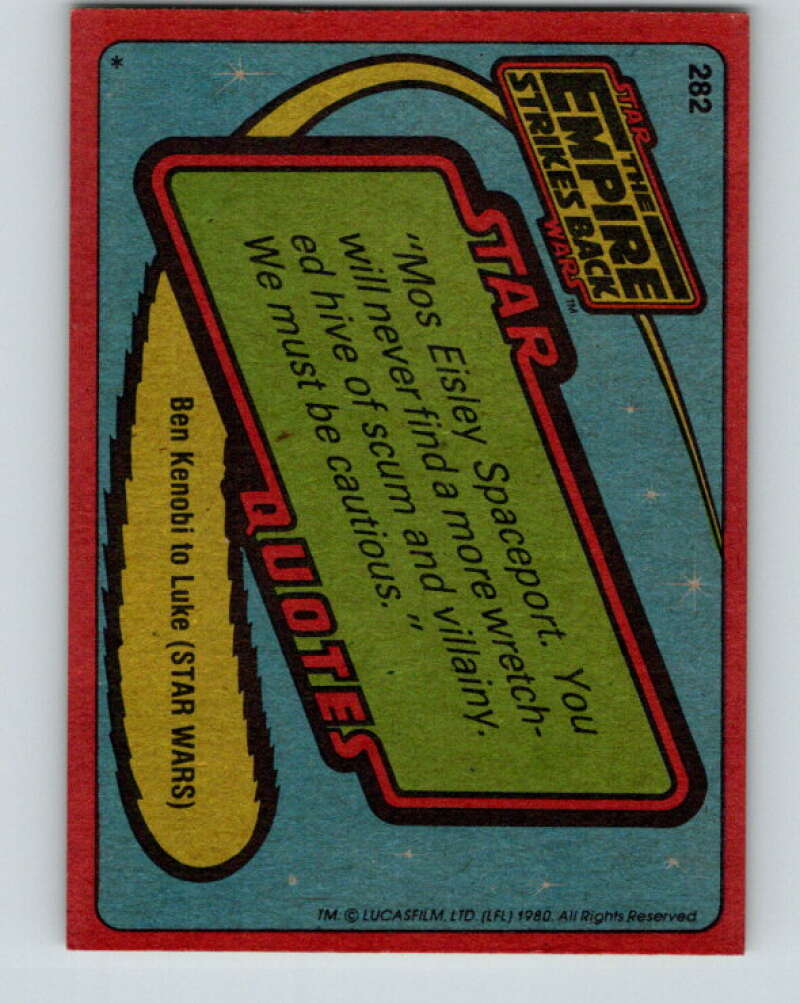 282
STAR
THE
EMPIRE
STRIKES BACK
WARS
TM
STAR
"Mos Eisley Spaceport. You
will never find a more wretch-
ed hive of scum and villainy.
We must be cautious."
QUOTES
Ben Kenobi to Luke (STAR WARS)
*
TM. © LUCASFILM, LTD. (LFL) 1980. All Rights Reserved